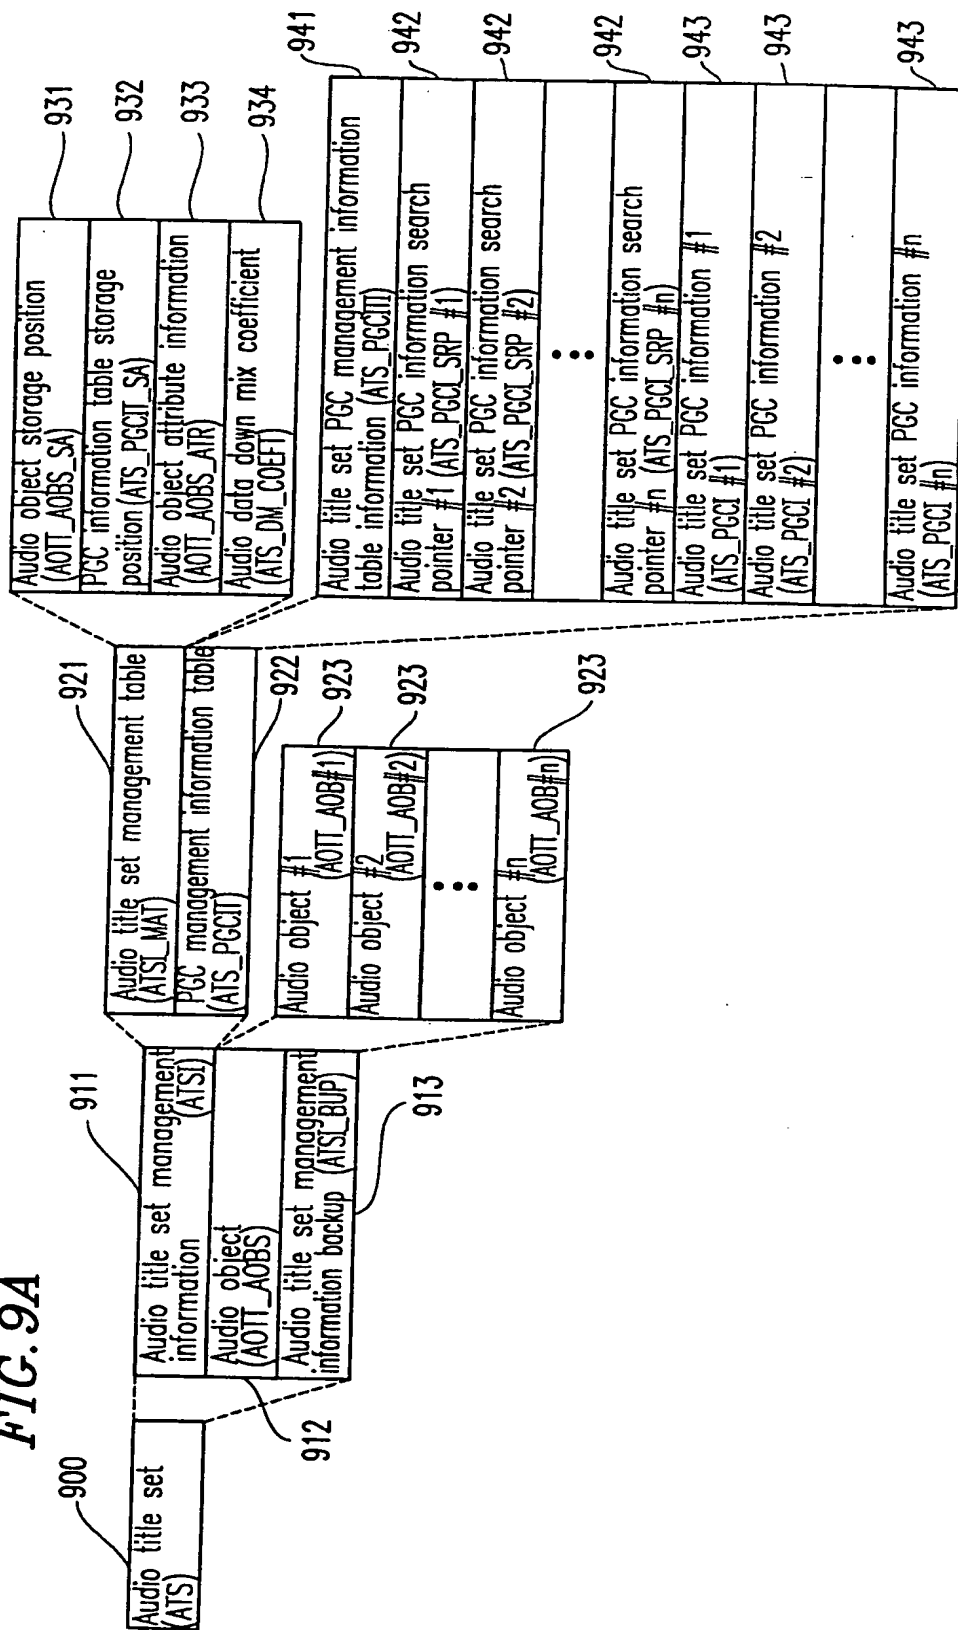 FIG. 9A
900
Audio title set
(ATS)
911
Audio title set management
information (ATSI)
Audio object
(AOTT_AOBS)
Audio title set management
information backup (ATSI_BUP)
912
913
921
Audio title set management table
(ATSI_MAT)
PGC management information table
(ATS_PGCIT)
922
Audio object #1
(AOTT_AOB#1)
923
Audio object #2
(AOTT_AOB#2)
923
Audio object #n
(AOTT_AOB#n)
923
Audio object storage position
(AOTT_AOBS_SA)
931
PGC information table storage
position (ATS_PGCIT_SA)
932
Audio object attribute information
(AOTT_AOBS_ATR)
933
Audio data down mix coefficient
(ATS_DM_COEFT)
934
Audio title set PGC management information
table information (ATS_PGCITI)
941
Audio title set PGC information search
pointer #1 (ATS_PGCI_SRP #1)
942
Audio title set PGC information search
pointer #2 (ATS_PGCI_SRP #2)
942
Audio title set PGC information search
pointer #n (ATS_PGCI_SRP #n)
942
Audio title set PGC information #1
(ATS_PGCI #1)
943
Audio title set PGC information #2
(ATS_PGCI #2)
943
Audio title set PGC information #n
(ATS_PGCI #n)
943